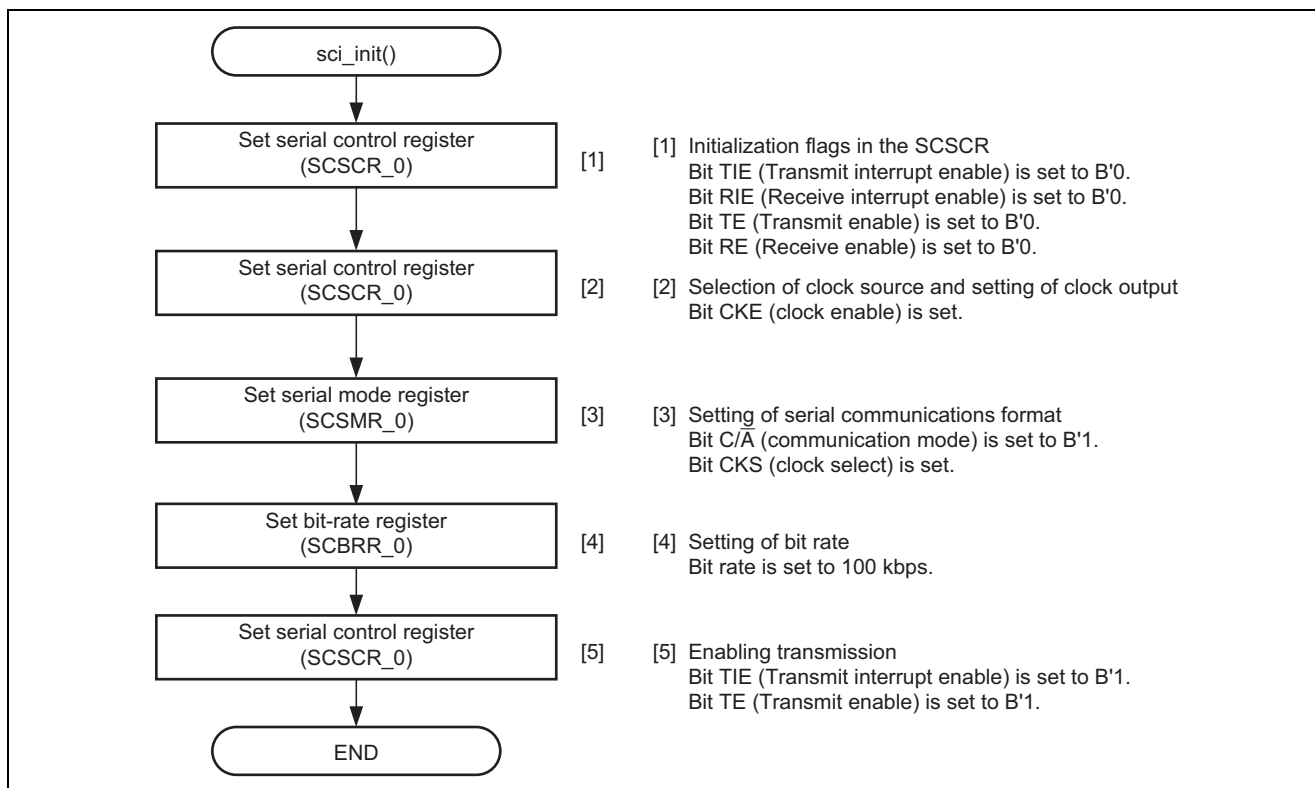 sci_init()
Set serial control register
(SCSCR_0)
[1]
[1] Initialization flags in the SCSCR
Bit TIE (Transmit interrupt enable) is set to B'0.
Bit RIE (Receive interrupt enable) is set to B'0.
Bit TE (Transmit enable) is set to B'0.
Bit RE (Receive enable) is set to B'0.
Set serial control register
(SCSCR_0)
[2]
[2] Selection of clock source and setting of clock output
Bit CKE (clock enable) is set.
Set serial mode register
(SCSMR_0)
[3]
[3] Setting of serial communications format
Bit C/A̅ (communication mode) is set to B'1.
Bit CKS (clock select) is set.
Set bit-rate register
(SCBRR_0)
[4]
[4] Setting of bit rate
Bit rate is set to 100 kbps.
Set serial control register
(SCSCR_0)
[5]
[5] Enabling transmission
Bit TIE (Transmit interrupt enable) is set to B'1.
Bit TE (Transmit enable) is set to B'1.
END